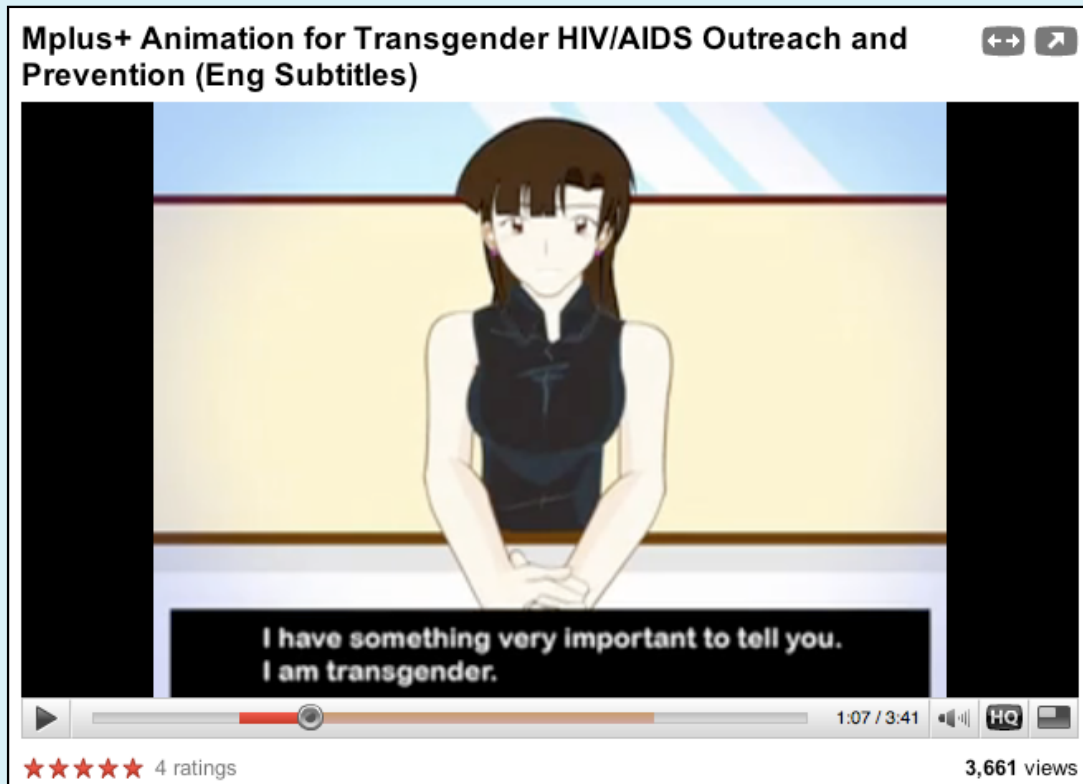 Mplus+ Animation for Transgender HIV/AIDS Outreach and
Prevention (Eng Subtitles)
I have something very important to tell you.
I am transgender.
1:07 / 3:41
HQ
4 ratings
3,661 views